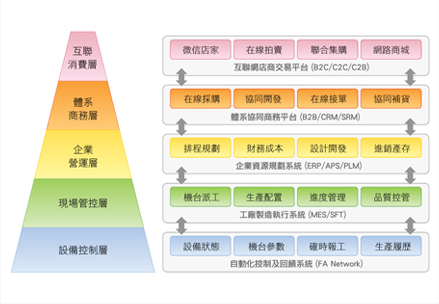 互聯
消費層
微信店家 在線拍賣 聯合集購 網路商城
互聯網店商交易平台 (B2C/C2C/C2B)
體系
商務層
在線採購 協同開發 在線接單 協同補貨
體系協同商務平台 (B2B/CRM/SRM)
企業
營運層
排程規劃 財務成本 設計開發 進銷產存
企業資源規劃系統 (ERP/APS/PLM)
現場管控層
機台派工 生產配置 進度管理 品質控管
工廠製造執行系統 (MES/SFT)
設備控制層
設備狀態 機台參數 確時報工 生產履歷
自動化控制及回饋系統 (FA Network)